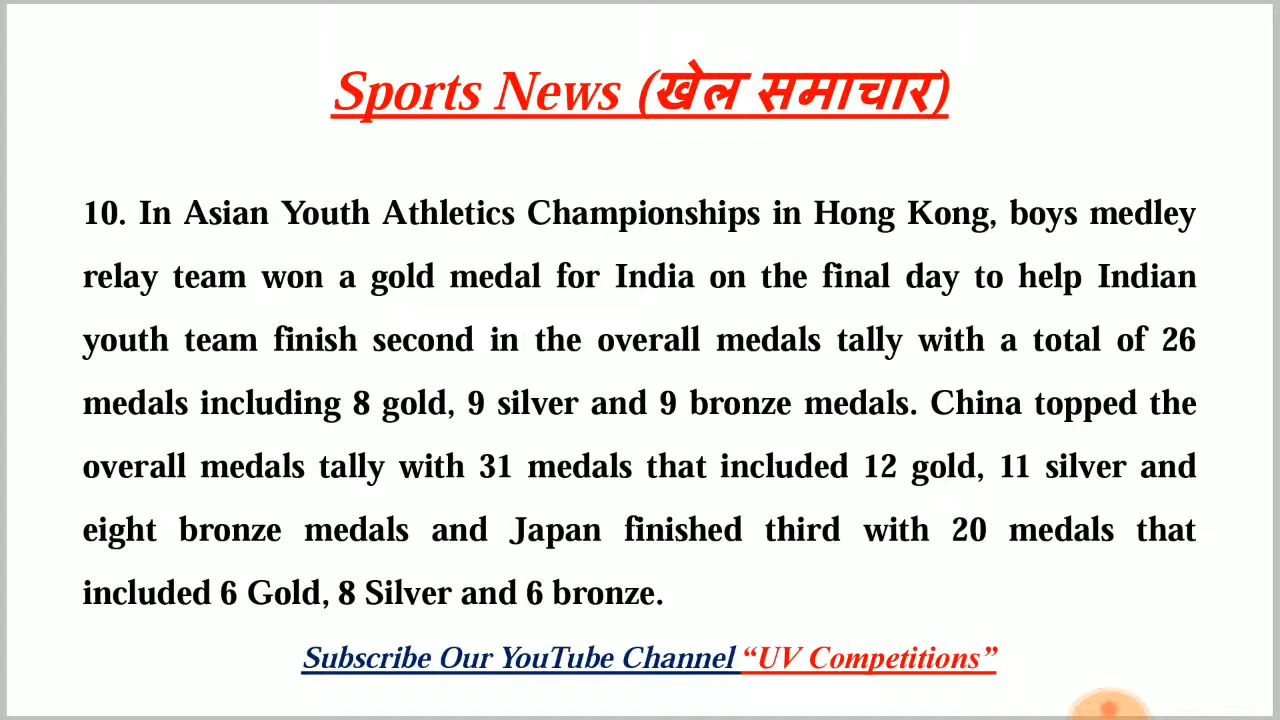 Sports News (खेल समाचार)
10. In Asian Youth Athletics Championships in Hong Kong, boys medley
relay team won a gold medal for India on the final day to help Indian
youth team finish second in the overall medals tally with a total of 26
medals including 8 gold, 9 silver and 9 bronze medals. China topped the
overall medals tally with 31 medals that included 12 gold, 11 silver and
eight bronze medals and Japan finished third with 20 medals that
included 6 Gold, 8 Silver and 6 bronze.
Subscribe Our YouTube Channel “UV Competitions”